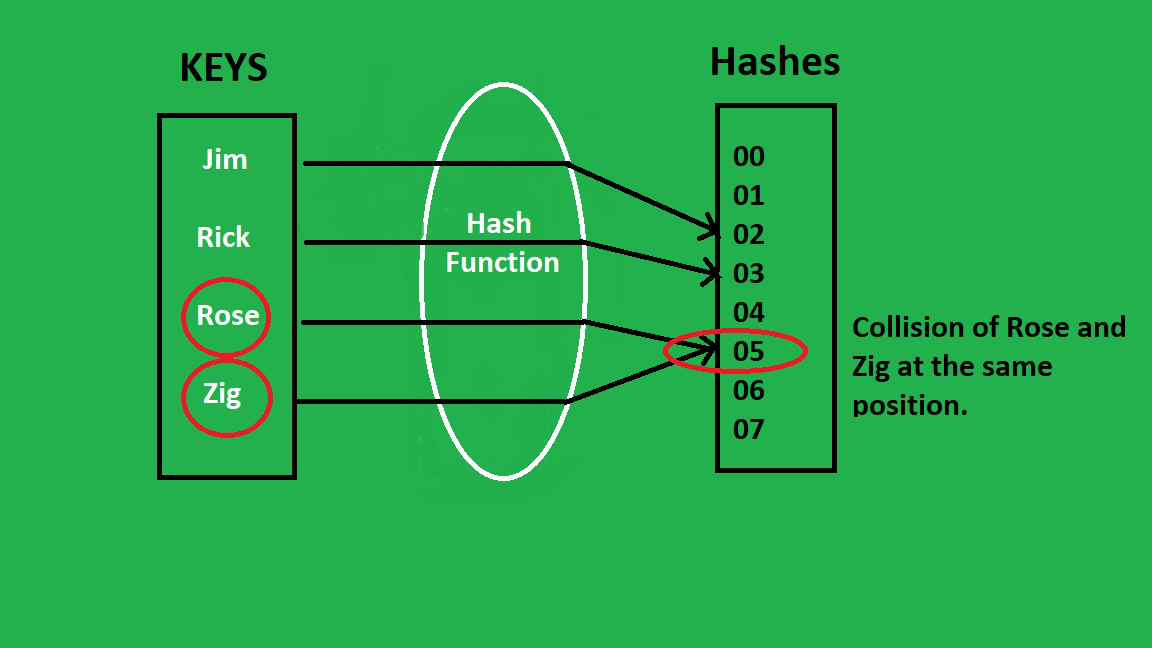 KEYS
Jim
Rick
Rose
Zig
Hash
Function
Hashes
00
01
02
03
04
05
06
07
Collision of Rose and
Zig at the same
position.